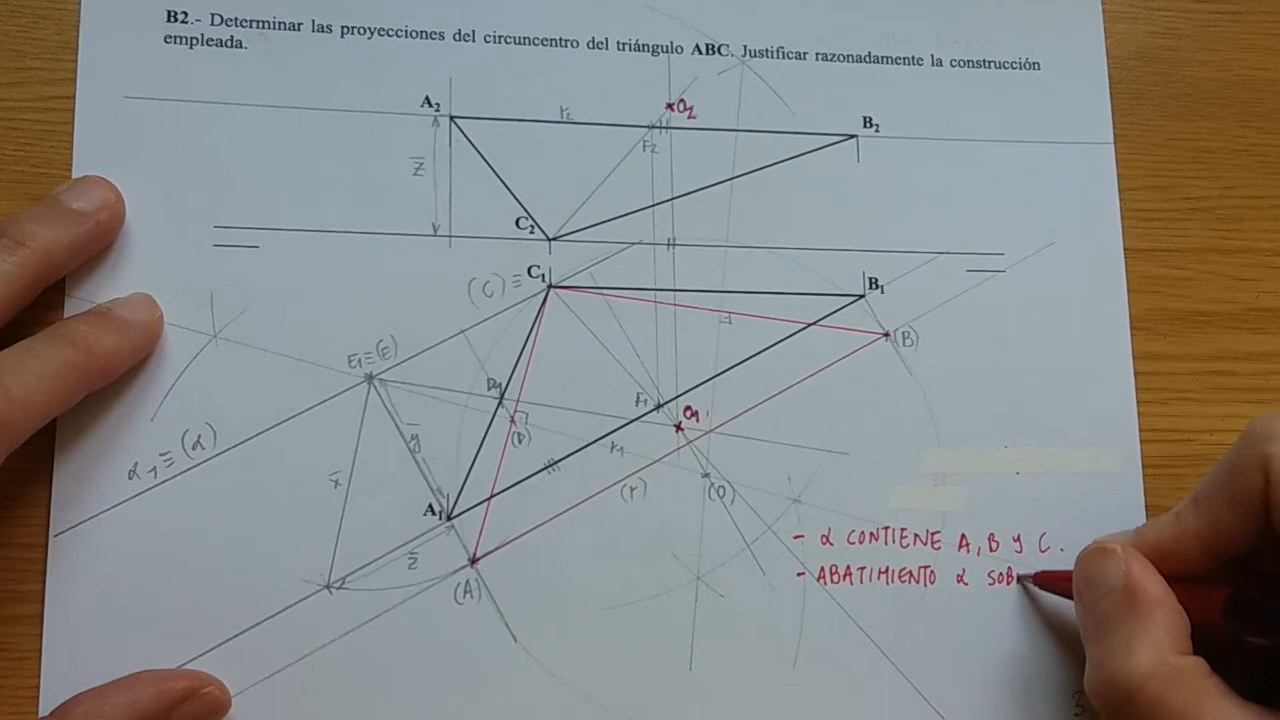 B2.- Determinar las proyecciones del circuncentro del triángulo ABC. Justificar razonadamente la construcción
empleada.
A2
r2
O2
B2
F2
z̅
C2
(C) ≡ C1
B1
(B)
E1≡(E)
D1
F1
O1
α1 ≡ (α)
y̅
(D)
r1
x̅
(r)
(O)
A1
z̅
(A)
- α CONTIENE A, B Y C.
- ABATIMIENTO α SOB
3